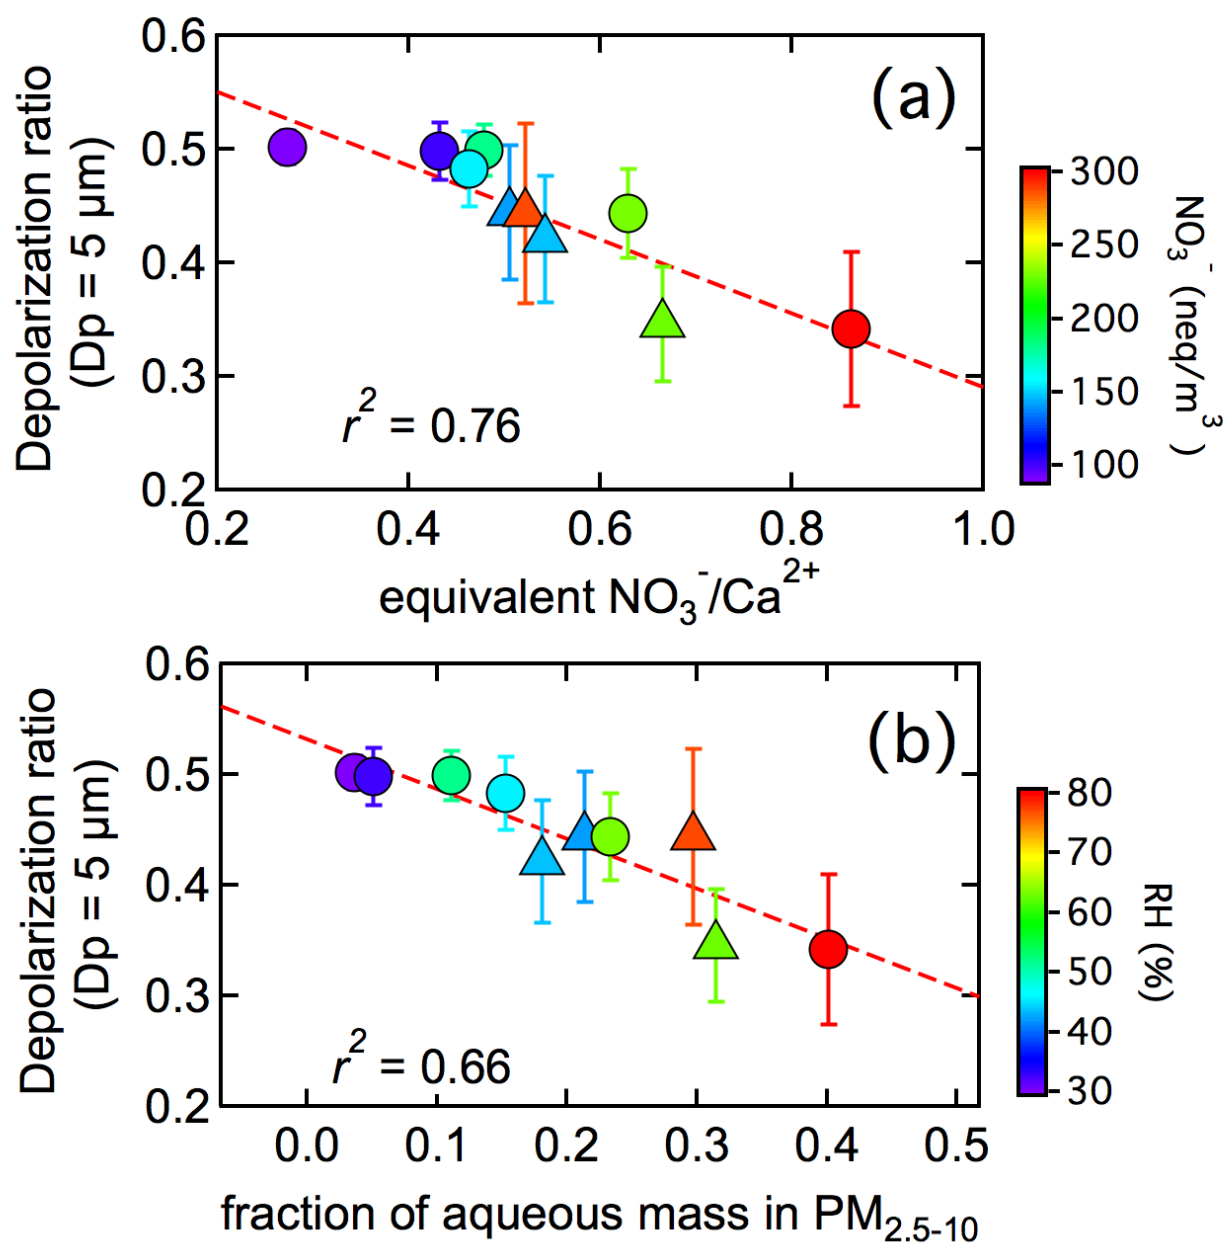 0.6
0.5
0.4
0.3
0.2
Depolarization ratio
(Dp = 5 µm)
(a)
r² = 0.76
0.2 0.4 0.6 0.8 1.0
equivalent NO₃⁻/Ca²⁺
300
250
200
150
100
NO₃⁻ (neq/m³)
0.6
0.5
0.4
0.3
0.2
Depolarization ratio
(Dp = 5 µm)
(b)
r² = 0.66
0.0 0.1 0.2 0.3 0.4 0.5
fraction of aqueous mass in PM₂.₅₋₁₀
80
70
60
50
40
30
RH (%)